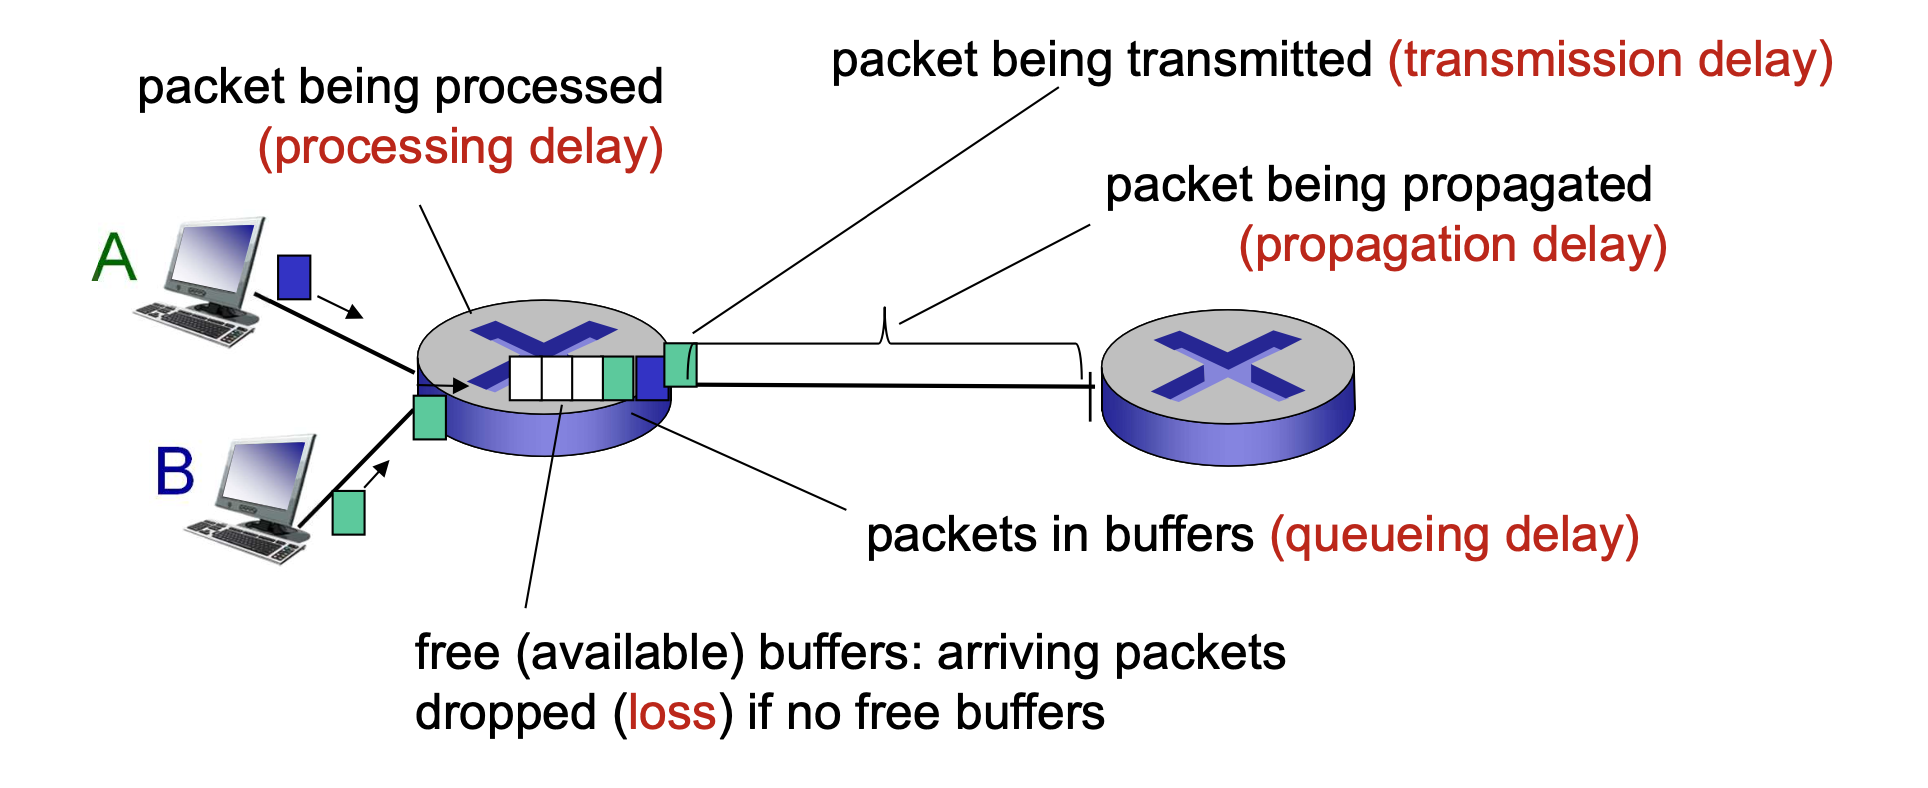 packet being transmitted (transmission delay)
packet being processed
(processing delay)
packet being propagated
(propagation delay)
A
B
packets in buffers (queueing delay)
free (available) buffers: arriving packets
dropped (loss) if no free buffers